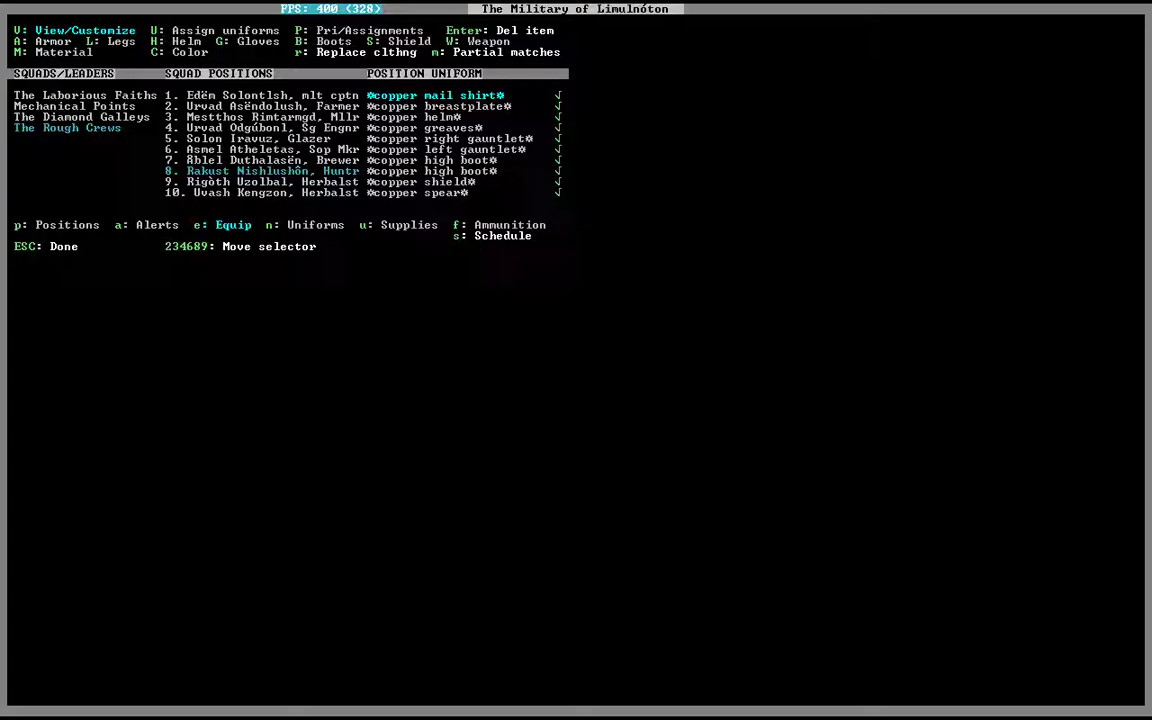 FPS: 400 (328) The Military of Limulnóton
V: View/Customize U: Assign uniforms P: Pri/Assignments Enter: Del item
A: Armor L: Legs H: Helm G: Gloves B: Boots S: Shield W: Weapon
M: Material C: Color r: Replace clthng m: Partial matches
SQUADS/LEADERS SQUAD POSITIONS POSITION UNIFORM
The Laborious Faiths 1. Edëm Solontlsh, mlt cptn ☼copper mail shirt☼ √
Mechanical Points 2. Urvad Asëndolush, Farmer ☼copper breastplate☼ √
The Diamond Galleys 3. Mestthos Rimtarmgd, Mllr ☼copper helm☼ √
The Rough Crews 4. Urvad Odgúbonl, Sg Engnr ☼copper greaves☼ √
5. Solon Iravuz, Glazer ☼copper right gauntlet☼ √
6. Asmel Atheletas, Sop Mkr ☼copper left gauntlet☼ √
7. Äblel Duthalasën, Brewer ☼copper high boot☼ √
8. Rakust Nishlushôn, Huntr ☼copper high boot☼ √
9. Rigòth Uzolbal, Herbalst ☼copper shield☼ √
10. Uvash Kengzon, Herbalst ☼copper spear☼ √
p: Positions a: Alerts e: Equip n: Uniforms u: Supplies f: Ammunition
s: Schedule
ESC: Done 234689: Move selector